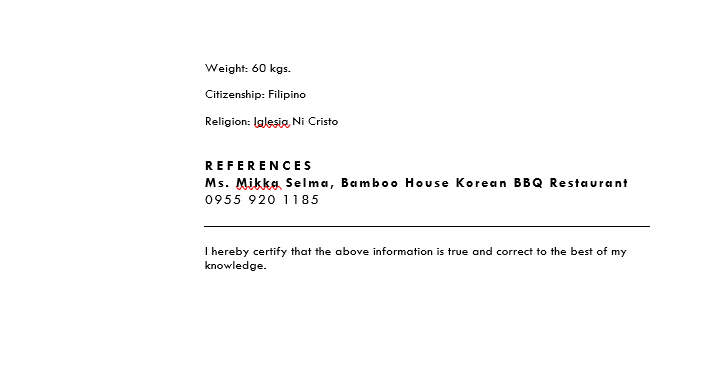 Weight: 60 kgs.
Citizenship: Filipino
Religion: Iglesia Ni Cristo
REFERENCES
Ms. Mikka Selma, Bamboo House Korean BBQ Restaurant
0955 920 1185
I hereby certify that the above information is true and correct to the best of my
knowledge.